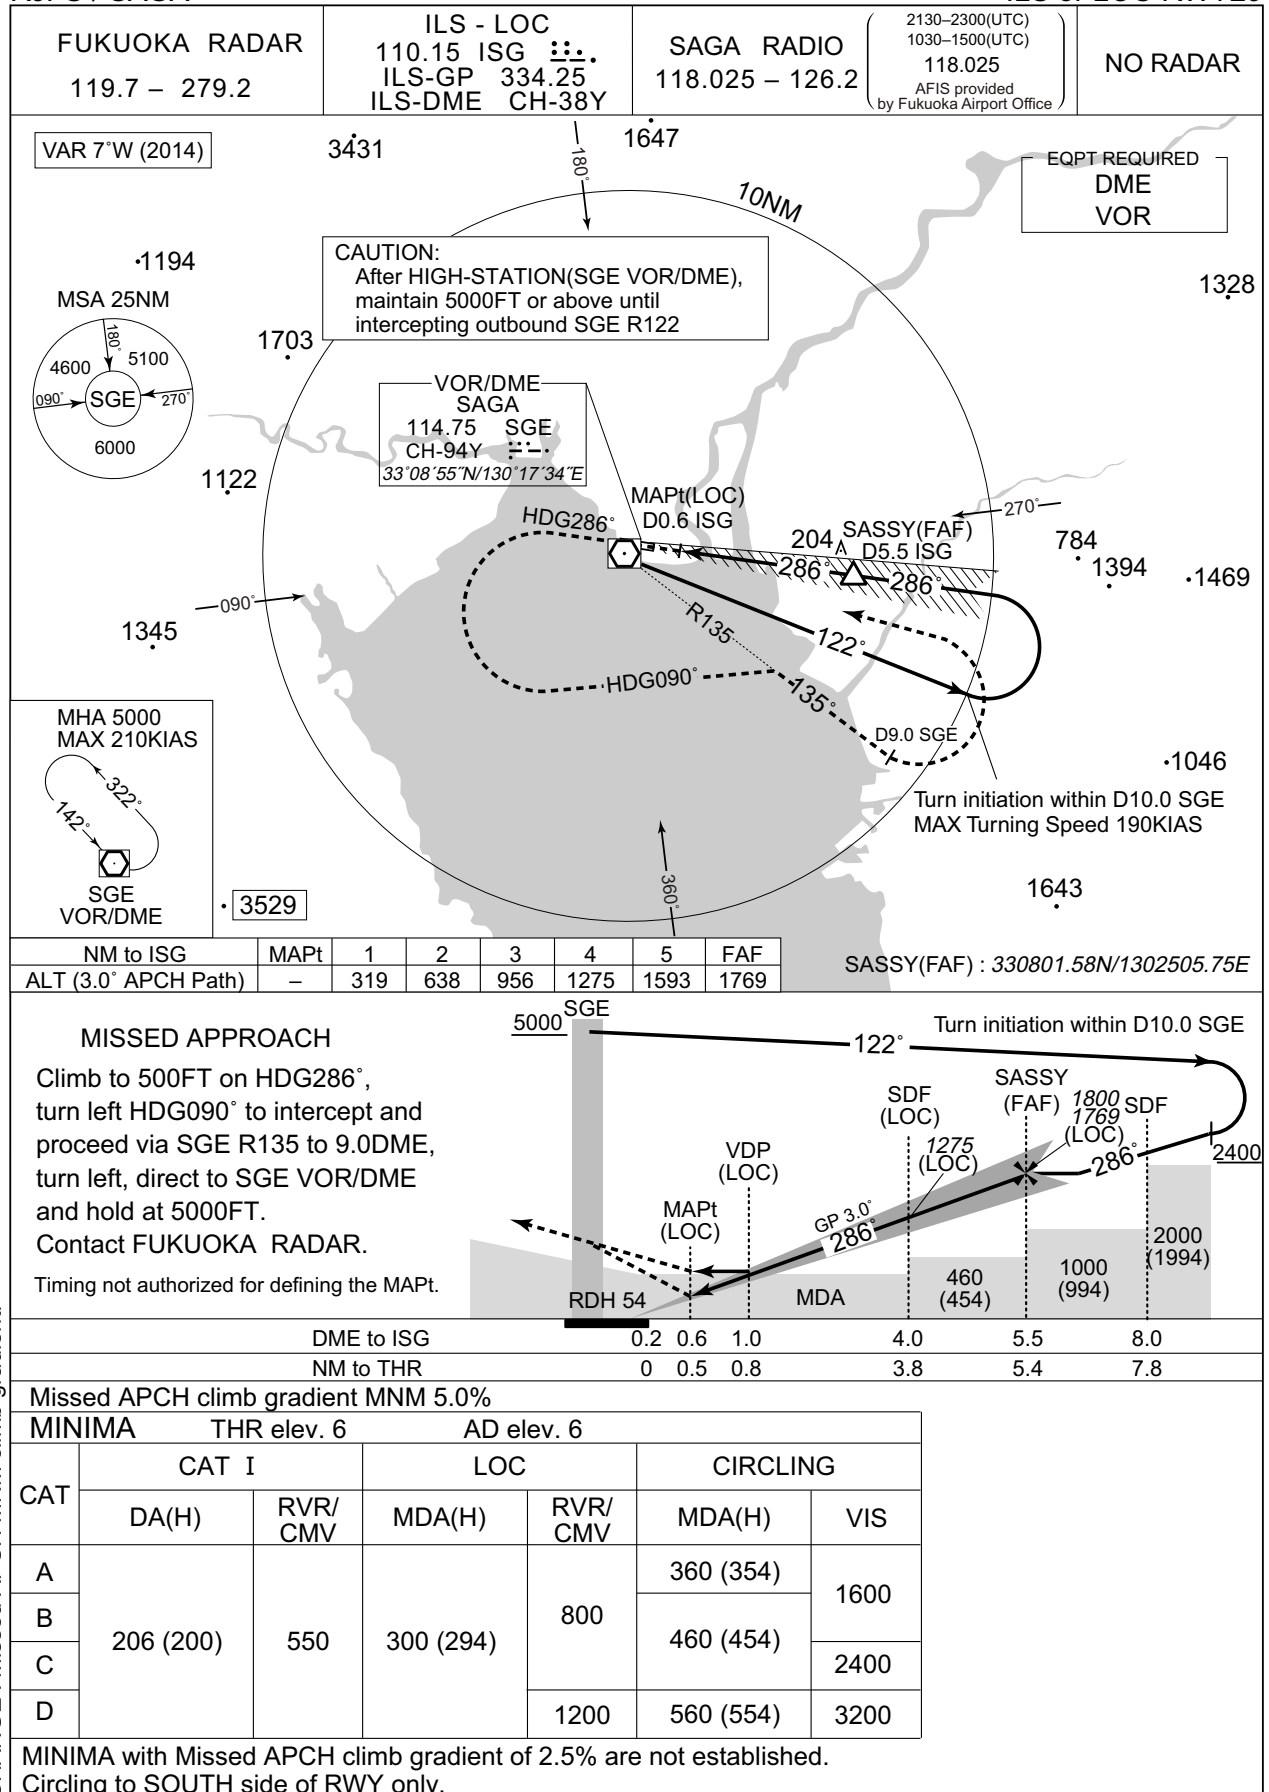 FUKUOKA RADAR
119.7 – 279.2
ILS - LOC
110.15 ISG
ILS-GP 334.25
ILS-DME CH-38Y
SAGA RADIO
118.025 – 126.2
2130–2300(UTC)
1030–1500(UTC)
118.025
AFIS provided
by Fukuoka Airport Office
NO RADAR
VAR 7˚W (2014)
3431
1647
180˚
10NM
EQPT REQUIRED
DME
VOR
CAUTION:
After HIGH-STATION(SGE VOR/DME),
maintain 5000FT or above until
intercepting outbound SGE R122
1194
1328
MSA 25NM
180˚
4600
5100
090˚
SGE
270˚
6000
1703
VOR/DME
SAGA
114.75 SGE
CH-94Y
33˚08´55˝N/130˚17´34˝E
1122
MAPt(LOC)
D0.6 ISG
HDG286˚
204
SASSY(FAF)
D5.5 ISG
270˚
784
1394
1469
286˚
286˚
090˚
1345
R135
122˚
HDG090˚
135˚
D9.0 SGE
1046
Turn initiation within D10.0 SGE
MAX Turning Speed 190KIAS
MHA 5000
MAX 210KIAS
322˚
142˚
SGE
VOR/DME
3529
360˚
1643
NM to ISG MAPt 1 2 3 4 5 FAF
ALT (3.0˚ APCH Path) – 319 638 956 1275 1593 1769
SASSY(FAF) : 330801.58N/1302505.75E
MISSED APPROACH
Climb to 500FT on HDG286˚,
turn left HDG090˚ to intercept and
proceed via SGE R135 to 9.0DME,
turn left, direct to SGE VOR/DME
and hold at 5000FT.
Contact FUKUOKA RADAR.
Timing not authorized for defining the MAPt.
5000
SGE
Turn initiation within D10.0 SGE
122˚
SASSY
(FAF)
1800
1769
(LOC)
SDF
SDF
(LOC)
1275
(LOC)
286˚
2400
VDP
(LOC)
MAPt
(LOC)
GP 3.0˚
286˚
RDH 54
MDA
460
(454)
1000
(994)
2000
(1994)
DME to ISG 0.2 0.6 1.0 4.0 5.5 8.0
NM to THR 0 0.5 0.8 3.8 5.4 7.8
Missed APCH climb gradient MNM 5.0%
MINIMA THR elev. 6 AD elev. 6
CAT
CAT I
LOC
CIRCLING
DA(H)
RVR/
CMV
MDA(H)
RVR/
CMV
MDA(H)
VIS
A
B
C
D
206 (200)
550
300 (294)
800
1200
360 (354)
460 (454)
560 (554)
1600
2400
3200
MINIMA with Missed APCH climb gradient of 2.5% are not established.
Circling to SOUTH side of RWY only.